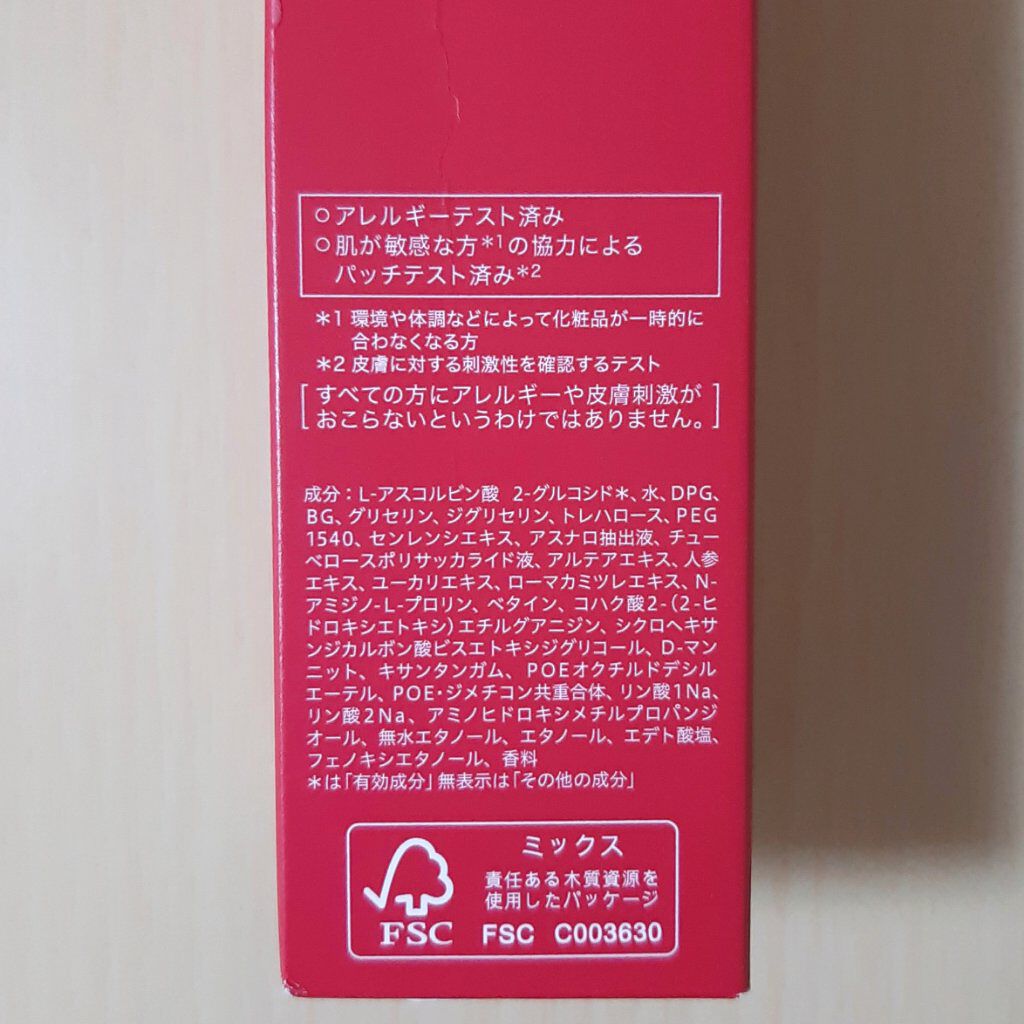 ○アレルギーテスト済み
○肌が敏感な方*1の協力による
パッチテスト済み*2
*1 環境や体調などによって化粧品が一時的に
合わなくなる方
*2 皮膚に対する刺激性を確認するテスト
[すべての方にアレルギーや皮膚刺激が
おこらないというわけではありません。]
成分：L-アスコルビン酸 2-グルコシド*、水、DPG、
BG、グリセリン、ジグリセリン、トレハロース、PEG
1540、センレンシエキス、アスナロ抽出液、チュー
ベロースポリサッカライド液、アルテアエキス、人参
エキス、ユーカリエキス、ローマカミツレエキス、N-
アミジノ-L-プロリン、ベタイン、コハク酸2-(2-ヒ
ドロキシエトキシ)エチルグアニジン、シクロヘキサ
ンジカルボン酸ビスエトキシジグリコール、D-マン
ニット、キサンタンガム、POEオクチルドデシル
エーテル、POE・ジメチコン共重合体、リン酸1Na、
リン酸2Na、アミノヒドロキシメチルプロパンジ
オール、無水エタノール、エタノール、エデト酸塩、
フェノキシエタノール、香料
*は「有効成分」無表示は「その他の成分」
ミックス
責任ある木質資源を
使用したパッケージ
FSC FSC C003630